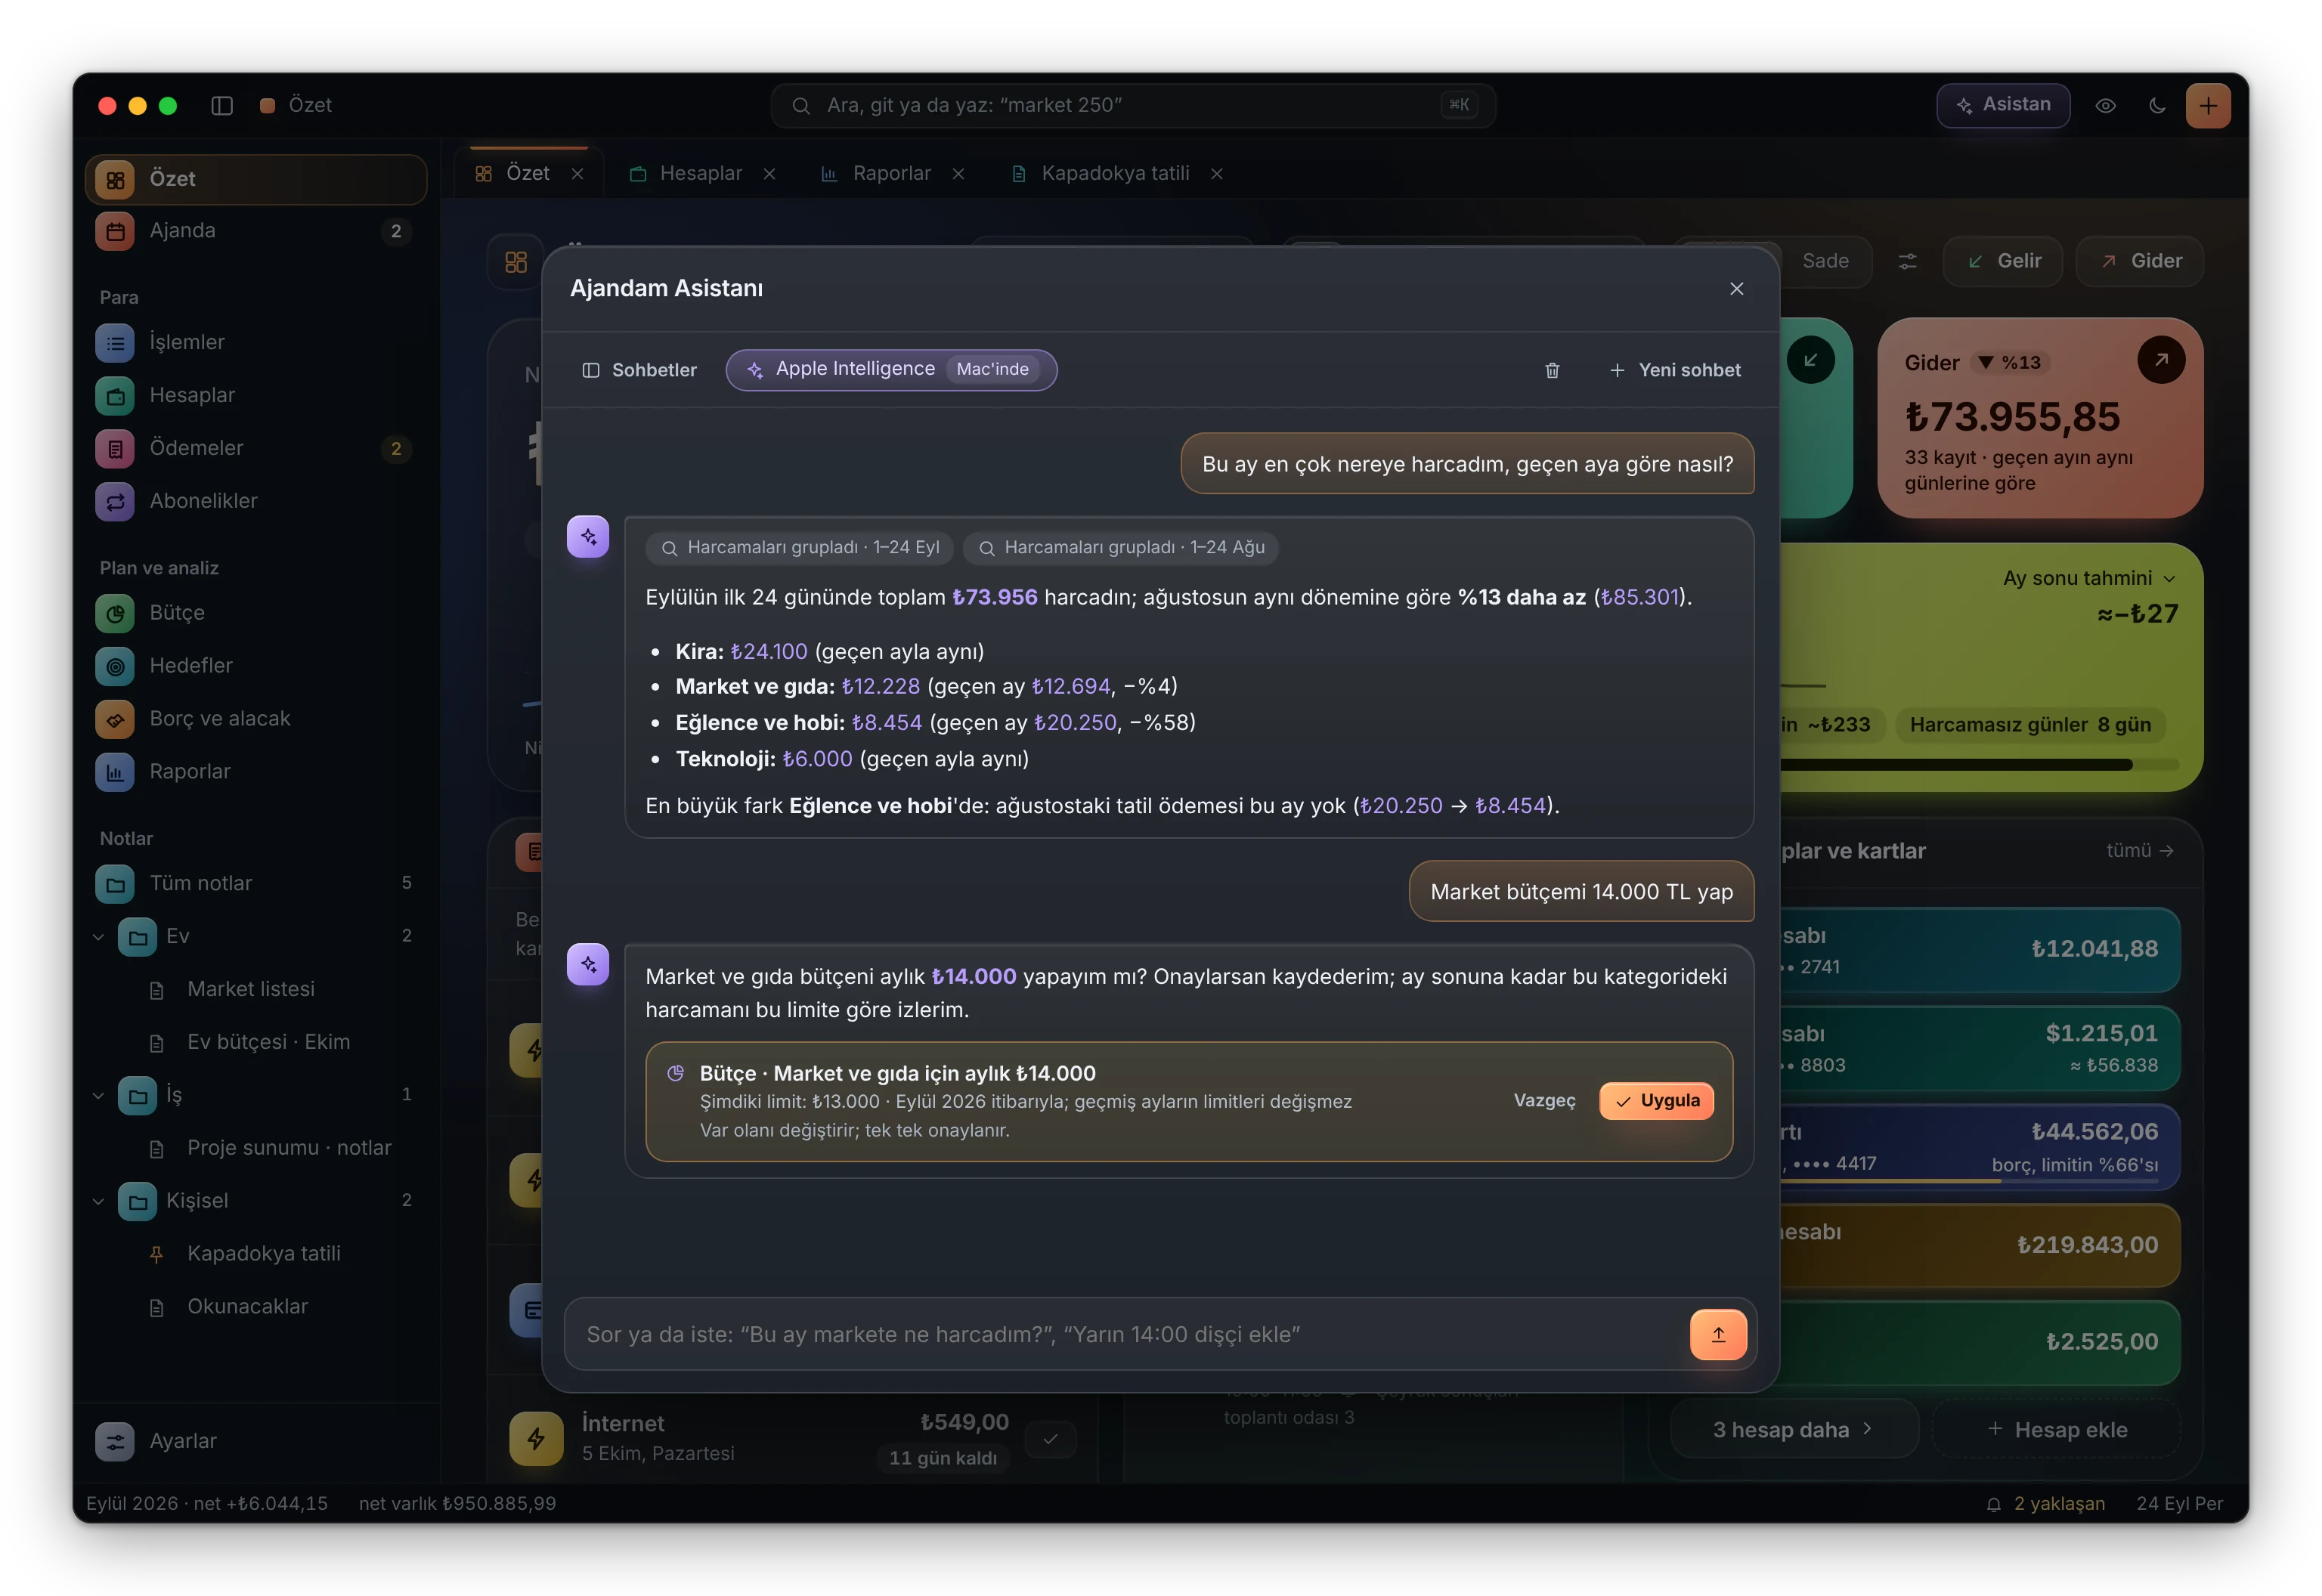 Özet
Ara, git ya da yaz: “market 250”
⌘K
Asistan
Özet
Ajanda
2
Para
İşlemler
Hesaplar
Ödemeler
2
Abonelikler
Plan ve analiz
Bütçe
Hedefler
Borç ve alacak
Raporlar
Notlar
Tüm notlar
5
Ev
2
Market listesi
Ev bütçesi · Ekim
İş
1
Proje sunumu · notlar
Kişisel
2
Kapadokya tatili
Okunacaklar
Ayarlar
Özet
Hesaplar
Raporlar
Kapadokya tatili
Sade
Gelir
Gider
Gider ▼ %13
₺73.955,85
33 kayıt · geçen ayın aynı
günlerine göre
Ay sonu tahmini
≈−₺27
~₺233
Harcamasız günler 8 gün
ve kartlar
tümü →
₺12.041,88
2741
$1.215,01
8803
≈ ₺56.838
₺44.562,06
•••• 4417
borç, limitin %66'sı
₺219.843,00
₺2.525,00
3 hesap daha
+ Hesap ekle
Ajandam Asistanı
Sohbetler
Apple Intelligence Mac'inde
Yeni sohbet
Bu ay en çok nereye harcadım, geçen aya göre nasıl?
Harcamaları grupladı · 1–24 Eyl
Harcamaları grupladı · 1–24 Ağu
Eylülün ilk 24 gününde toplam ₺73.956 harcadın; ağustosun aynı dönemine göre %13 daha az (₺85.301).
• Kira: ₺24.100 (geçen ayla aynı)
• Market ve gıda: ₺12.228 (geçen ay ₺12.694, −%4)
• Eğlence ve hobi: ₺8.454 (geçen ay ₺20.250, −%58)
• Teknoloji: ₺6.000 (geçen ayla aynı)
En büyük fark Eğlence ve hobi'de: ağustostaki tatil ödemesi bu ay yok (₺20.250 → ₺8.454).
Market bütçemi 14.000 TL yap
Market ve gıda bütçeni aylık ₺14.000 yapayım mı? Onaylarsan kaydederim; ay sonuna kadar bu kategorideki
harcamanı bu limite göre izlerim.
Bütçe · Market ve gıda için aylık ₺14.000
Şimdiki limit: ₺13.000 · Eylül 2026 itibarıyla; geçmiş ayların limitleri değişmez
Var olanı değiştirir; tek tek onaylanır.
Vazgeç
Uygula
Sor ya da iste: “Bu ay markete ne harcadım?”, “Yarın 14:00 dişçi ekle”
İnternet
5 Ekim, Pazartesi
₺549,00
11 gün kaldı
toplantı odası 3
Eylül 2026 · net +₺6.044,15
net varlık ₺950.885,99
2 yaklaşan
24 Eyl Per